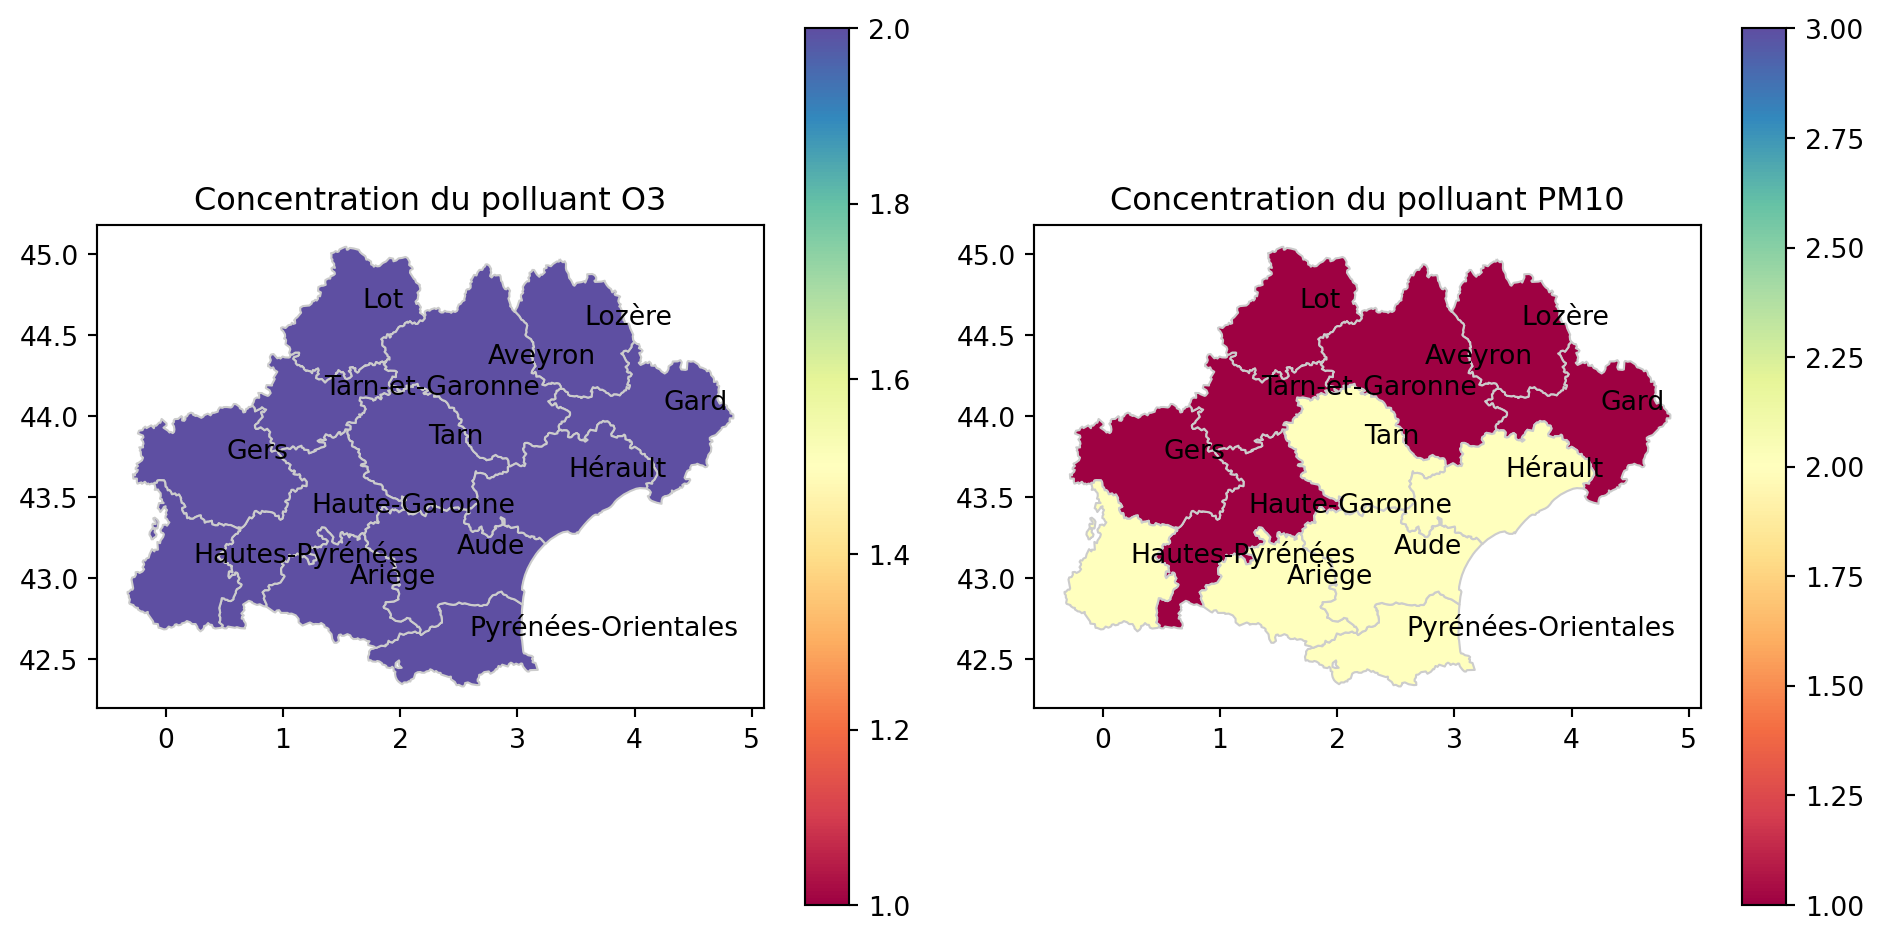 Concentration du polluant O3
45.0
44.5
44.0
43.5
43.0
42.5
0 1 2 3 4 5
Lot
Lozère
Aveyron
Tarn-et-Garonne
Gard
Tarn
Gers
Hérault
Haute-Garonne
Aude
Hautes-Pyrénées
Ariège
Pyrénées-Orientales
2.0
1.8
1.6
1.4
1.2
1.0
Concentration du polluant PM10
45.0
44.5
44.0
43.5
43.0
42.5
0 1 2 3 4 5
Lot
Lozère
Aveyron
Tarn-et-Garonne
Gard
Tarn
Gers
Hérault
Haute-Garonne
Aude
Hautes-Pyrénées
Ariège
Pyrénées-Orientales
3.00
2.75
2.50
2.25
2.00
1.75
1.50
1.25
1.00